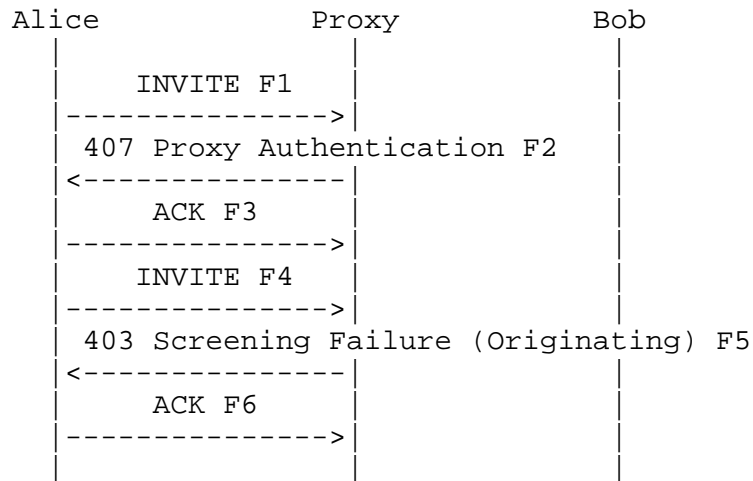 Alice Proxy Bob
INVITE F1
--------------->
407 Proxy Authentication F2
<---------------
ACK F3
--------------->
INVITE F4
--------------->
403 Screening Failure (Originating) F5
<---------------
ACK F6
--------------->